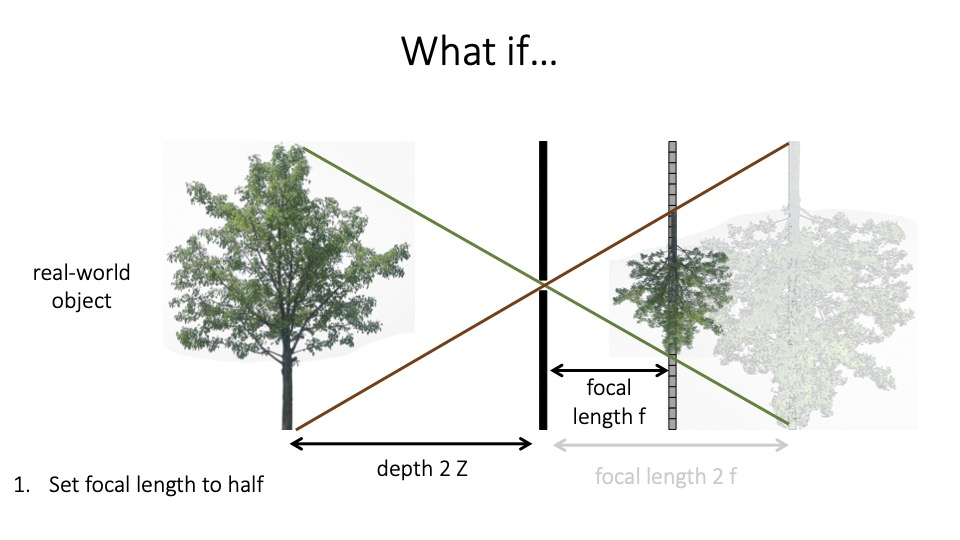 What if...
real-world
object
focal
length f
depth 2 Z
focal length 2 f
1. Set focal length to half